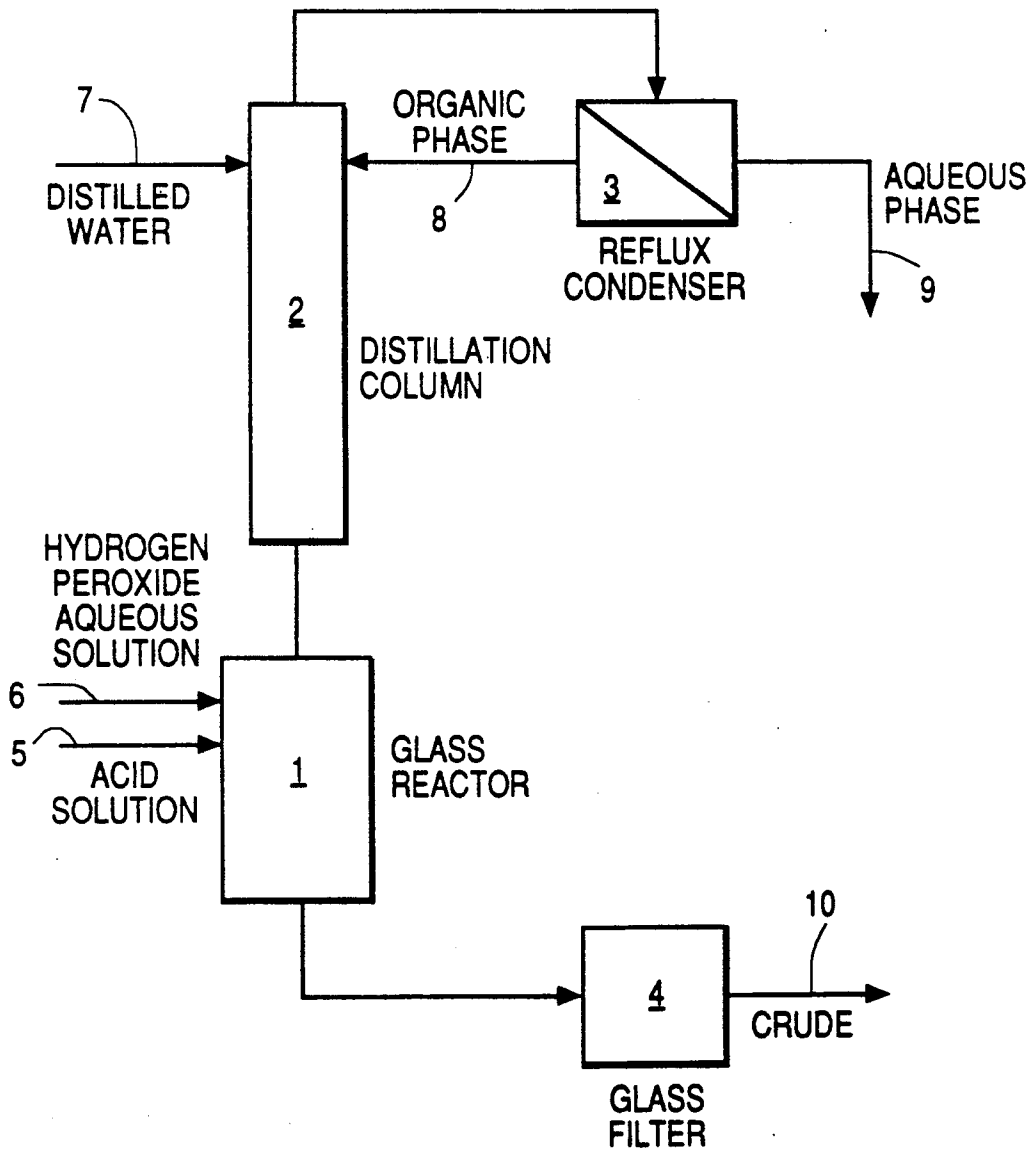 7
DISTILLED
WATER
ORGANIC
PHASE
8
3
REFLUX
CONDENSER
AQUEOUS
PHASE
9
2
DISTILLATION
COLUMN
HYDROGEN
PEROXIDE
AQUEOUS
SOLUTION
6
5
ACID
SOLUTION
1
GLASS
REACTOR
4
GLASS
FILTER
10
CRUDE